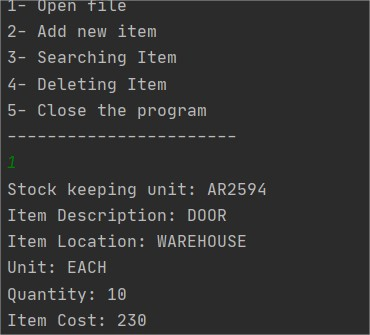 1- Open file
2- Add new item
3- Searching Item
4- Deleting Item
5- Close the program
-----------------------
1
Stock keeping unit: AR2594
Item Description: DOOR
Item Location: WAREHOUSE
Unit: EACH
Quantity: 10
Item Cost: 230